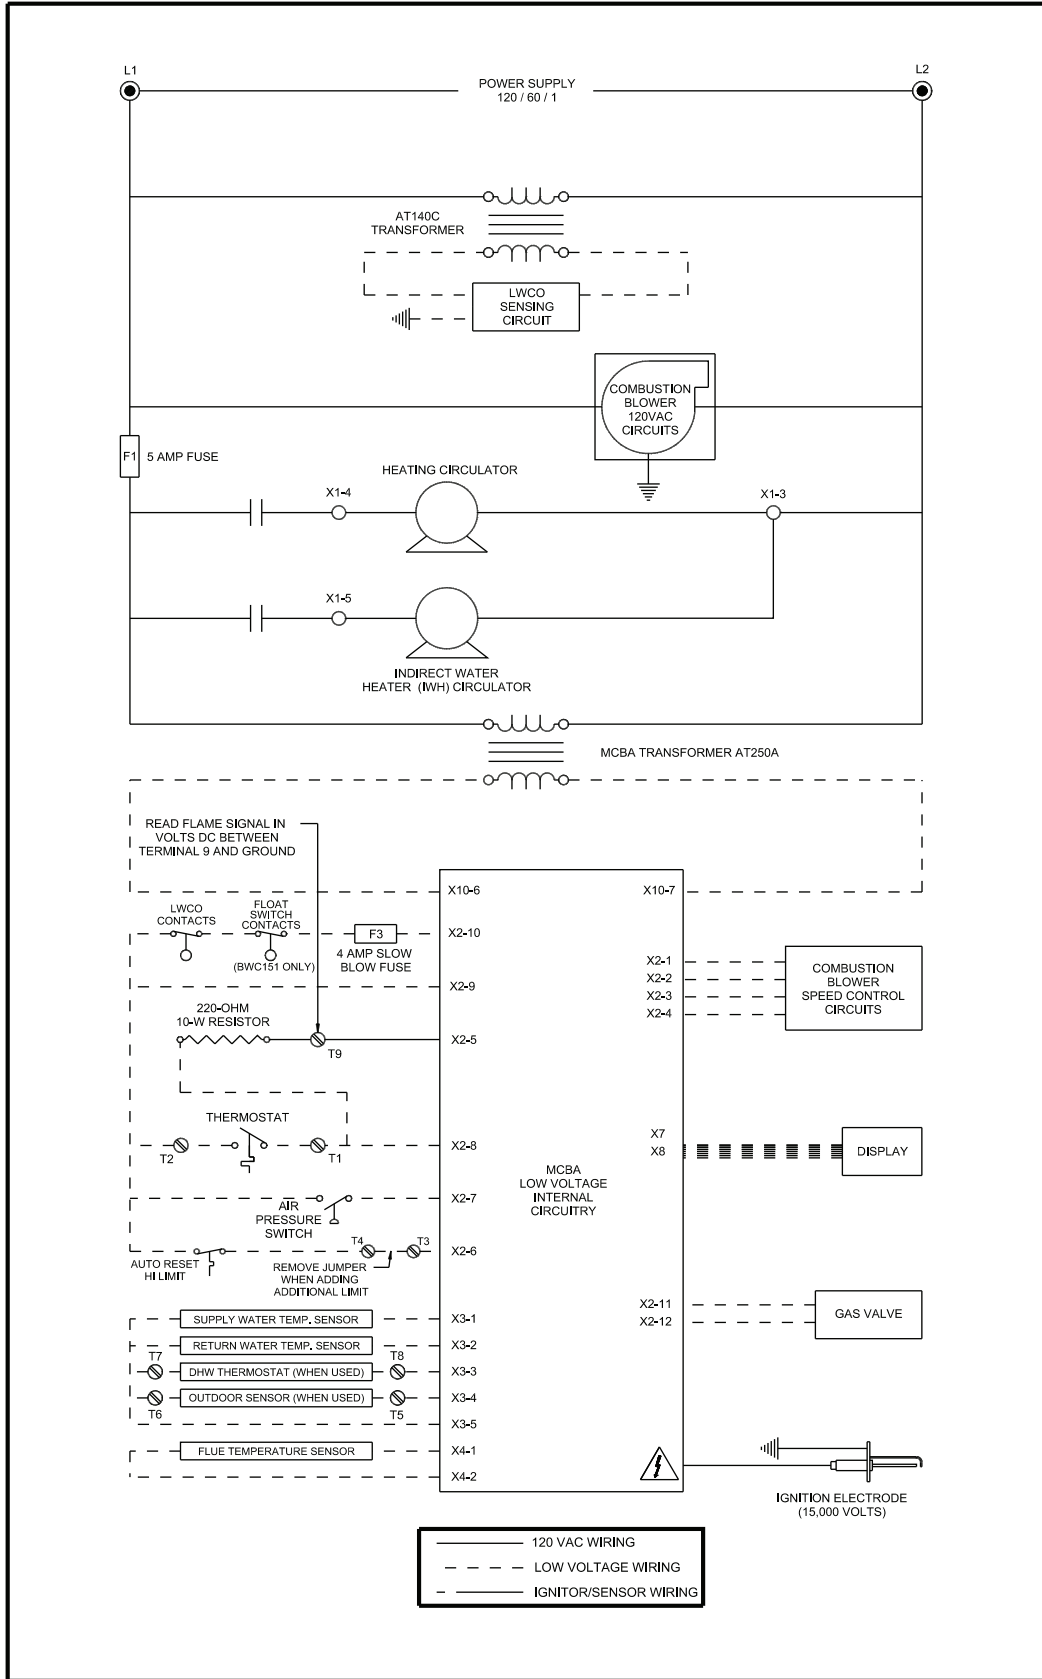 L1
L2
POWER SUPPLY
120 / 60 / 1
AT140C
TRANSFORMER
LWCO
SENSING
CIRCUIT
COMBUSTION
BLOWER
120VAC
CIRCUITS
F1
5 AMP FUSE
HEATING CIRCULATOR
X1-4
X1-3
X1-5
INDIRECT WATER
HEATER (IWH) CIRCULATOR
MCBA TRANSFORMER AT250A
READ FLAME SIGNAL IN
VOLTS DC BETWEEN
TERMINAL 9 AND GROUND
X10-6
X10-7
LWCO
CONTACTS
FLOAT
SWITCH
CONTACTS
(BWC151 ONLY)
F3
4 AMP SLOW
BLOW FUSE
X2-10
X2-9
220-OHM
10-W RESISTOR
T9
X2-5
THERMOSTAT
T2
T1
X2-8
AIR
PRESSURE
SWITCH
X2-7
AUTO RESET
HI LIMIT
T4
T3
X2-6
REMOVE JUMPER
WHEN ADDING
ADDITIONAL LIMIT
SUPPLY WATER TEMP. SENSOR
X3-1
RETURN WATER TEMP. SENSOR
X3-2
T7
T8
DHW THERMOSTAT (WHEN USED)
X3-3
OUTDOOR SENSOR (WHEN USED)
X3-4
T6
T5
X3-5
FLUE TEMPERATURE SENSOR
X4-1
X4-2
MCBA
LOW VOLTAGE
INTERNAL
CIRCUITRY
X2-1
X2-2
X2-3
X2-4
COMBUSTION
BLOWER
SPEED CONTROL
CIRCUITS
X7
X8
DISPLAY
X2-11
X2-12
GAS VALVE
IGNITION ELECTRODE
(15,000 VOLTS)
120 VAC WIRING
LOW VOLTAGE WIRING
IGNITOR/SENSOR WIRING